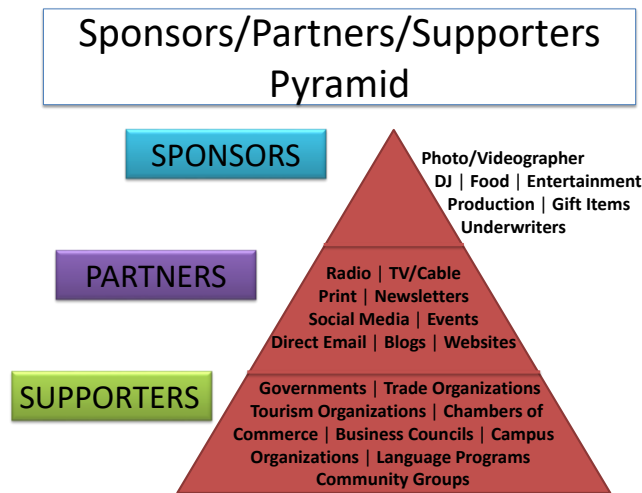 Sponsors/Partners/Supporters
Pyramid
SPONSORS
Photo/Videographer
DJ | Food | Entertainment
Production | Gift Items
Underwriters
PARTNERS
Radio | TV/Cable
Print | Newsletters
Social Media | Events
Direct Email | Blogs | Websites
SUPPORTERS
Governments | Trade Organizations
Tourism Organizations | Chambers of
Commerce | Business Councils | Campus
Organizations | Language Programs
Community Groups